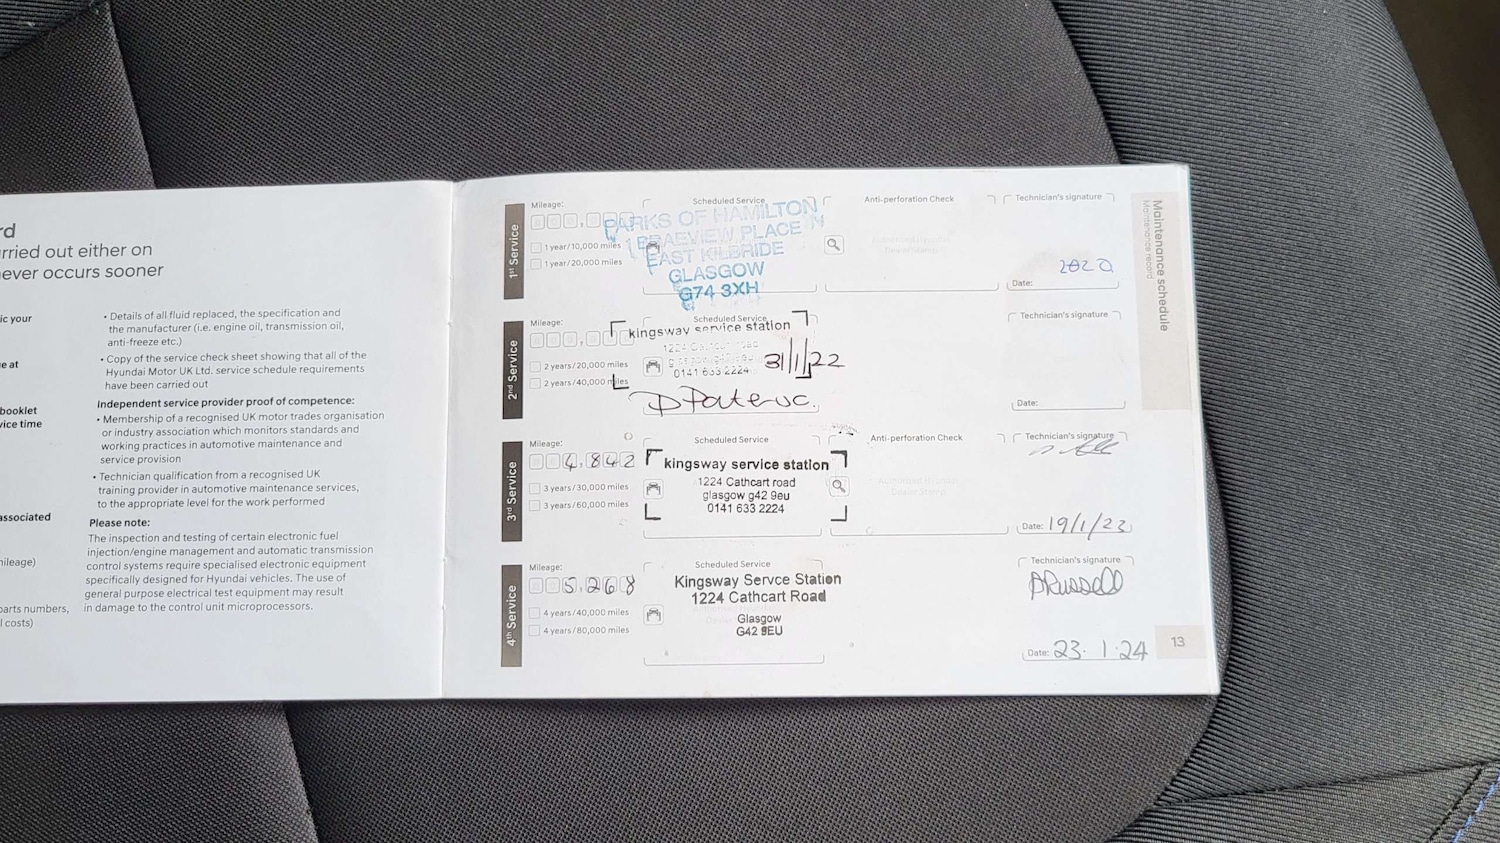 rd
rried out either on
never occurs sooner
ic your
e at
booklet
vice time
associated
mileage)
parts numbers,
l costs)
• Details of all fluid replaced, the specification and
the manufacturer (i.e. engine oil, transmission oil,
anti-freeze etc.)
• Copy of the service check sheet showing that all of the
Hyundai Motor UK Ltd. service schedule requirements
have been carried out
Independent service provider proof of competence:
• Membership of a recognised UK motor trades organisation
or industry association which monitors standards and
working practices in automotive maintenance and
service provision
• Technician qualification from a recognised UK
training provider in automotive maintenance services,
to the appropriate level for the work performed
Please note:
The inspection and testing of certain electronic fuel
injection/engine management and automatic transmission
control systems require specialised electronic equipment
specifically designed for Hyundai vehicles. The use of
general purpose electrical test equipment may result
in damage to the control unit microprocessors.
1st Service
Mileage:
1 year/10,000 miles
1 year/20,000 miles
Scheduled Service
PARKS OF HAMILTON
1 BRAEVIEW PLACE N
EAST KILBRIDE
GLASGOW
G74 3XH
Anti-perforation Check
Technician's signature
2020
Date:
2nd Service
Mileage:
2 years/20,000 miles
2 years/40,000 miles
Scheduled Service
kingsway service station
0141 633 2224
31/1/22
Technician's signature
Date:
3rd Service
Mileage:
4,842
3 years/30,000 miles
3 years/60,000 miles
Scheduled Service
kingsway service station
1224 Cathcart road
glasgow g42 9eu
0141 633 2224
Anti-perforation Check
Authorised Hyundai
Dealer Stamp
Technician's signature
Date: 19/1/23
4th Service
Mileage:
5,268
4 years/40,000 miles
4 years/80,000 miles
Scheduled Service
Kingsway Servce Station
1224 Cathcart Road
Glasgow
G42 9EU
Technician's signature
BRussell
Date: 23.1.24
Maintenance schedule
Maintenance record
13